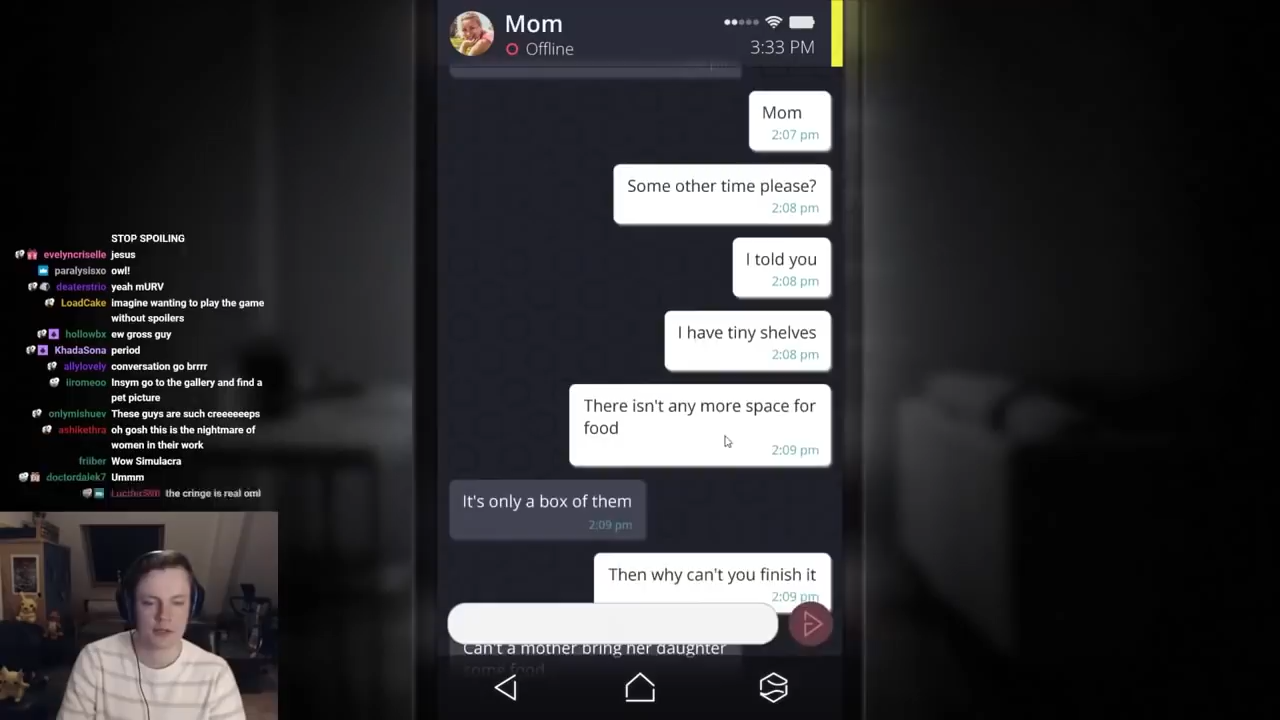 Mom
Offline
3:33 PM
Mom
2:07 pm
Some other time please?
2:08 pm
I told you
2:08 pm
I have tiny shelves
2:08 pm
There isn't any more space for
food
2:09 pm
It's only a box of them
2:09 pm
Then why can't you finish it
2:09 pm
Can't a mother bring her daughter
some food
STOP SPOILING
evelyncriselle jesus
paralysisxo owl!
deaterstrio yeah mURV
LoadCake imagine wanting to play the game
without spoilers
hollowbx ew gross guy
KhadaSona period
allylovely conversation go brrrr
iiromeoo Insym go to the gallery and find a
pet picture
onlymishuev These guys are such creeeeeps
ashikethra oh gosh this is the nightmare of
women in their work
friiber Wow Simulacra
doctordalek7 Ummm
the cringe is real oml